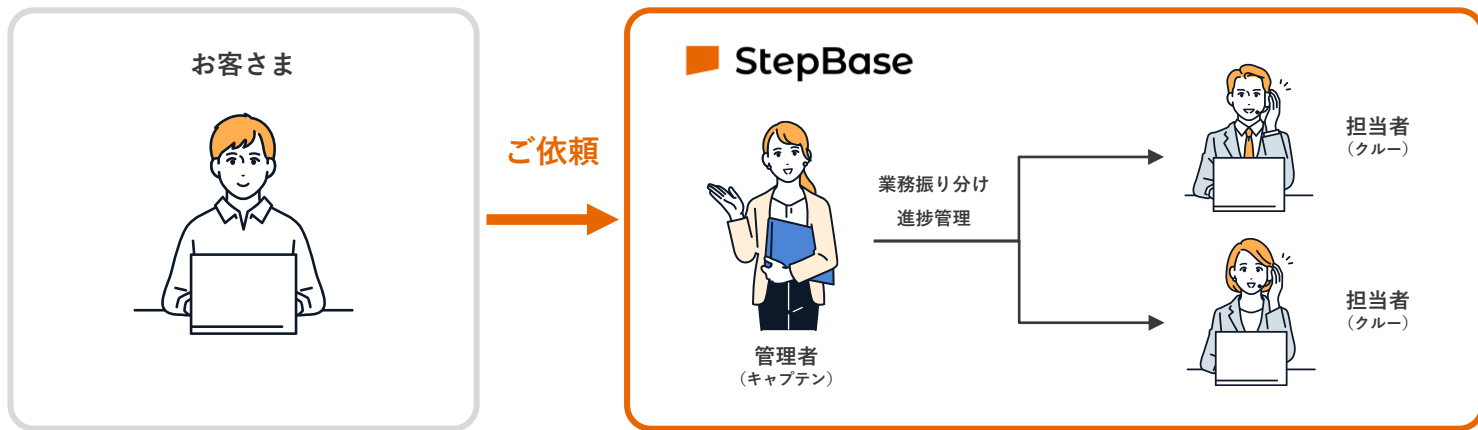 お客さま
ご依頼
StepBase
管理者
（キャプテン）
業務振り分け
進捗管理
担当者
（クルー）
担当者
（クルー）